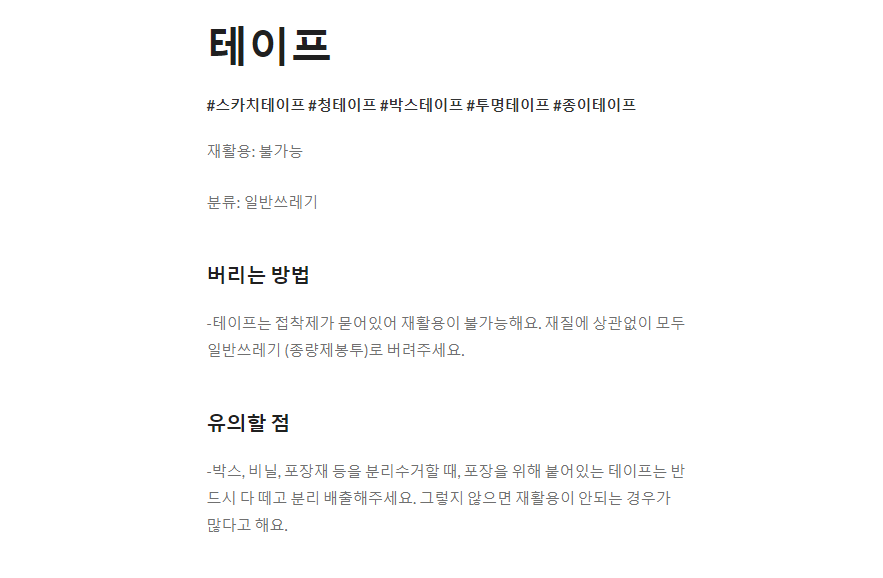 테이프
#스카치테이프 #청테이프 #박스테이프 #투명테이프 #종이테이프
재활용: 불가능
분류: 일반쓰레기
버리는 방법
-테이프는 접착제가 묻어있어 재활용이 불가능해요. 재질에 상관없이 모두
일반쓰레기 (종량제봉투)로 버려주세요.
유의할 점
-박스, 비닐, 포장재 등을 분리수거할 때, 포장을 위해 붙어있는 테이프는 반
드시 다 떼고 분리 배출해주세요. 그렇지 않으면 재활용이 안되는 경우가
많다고 해요.